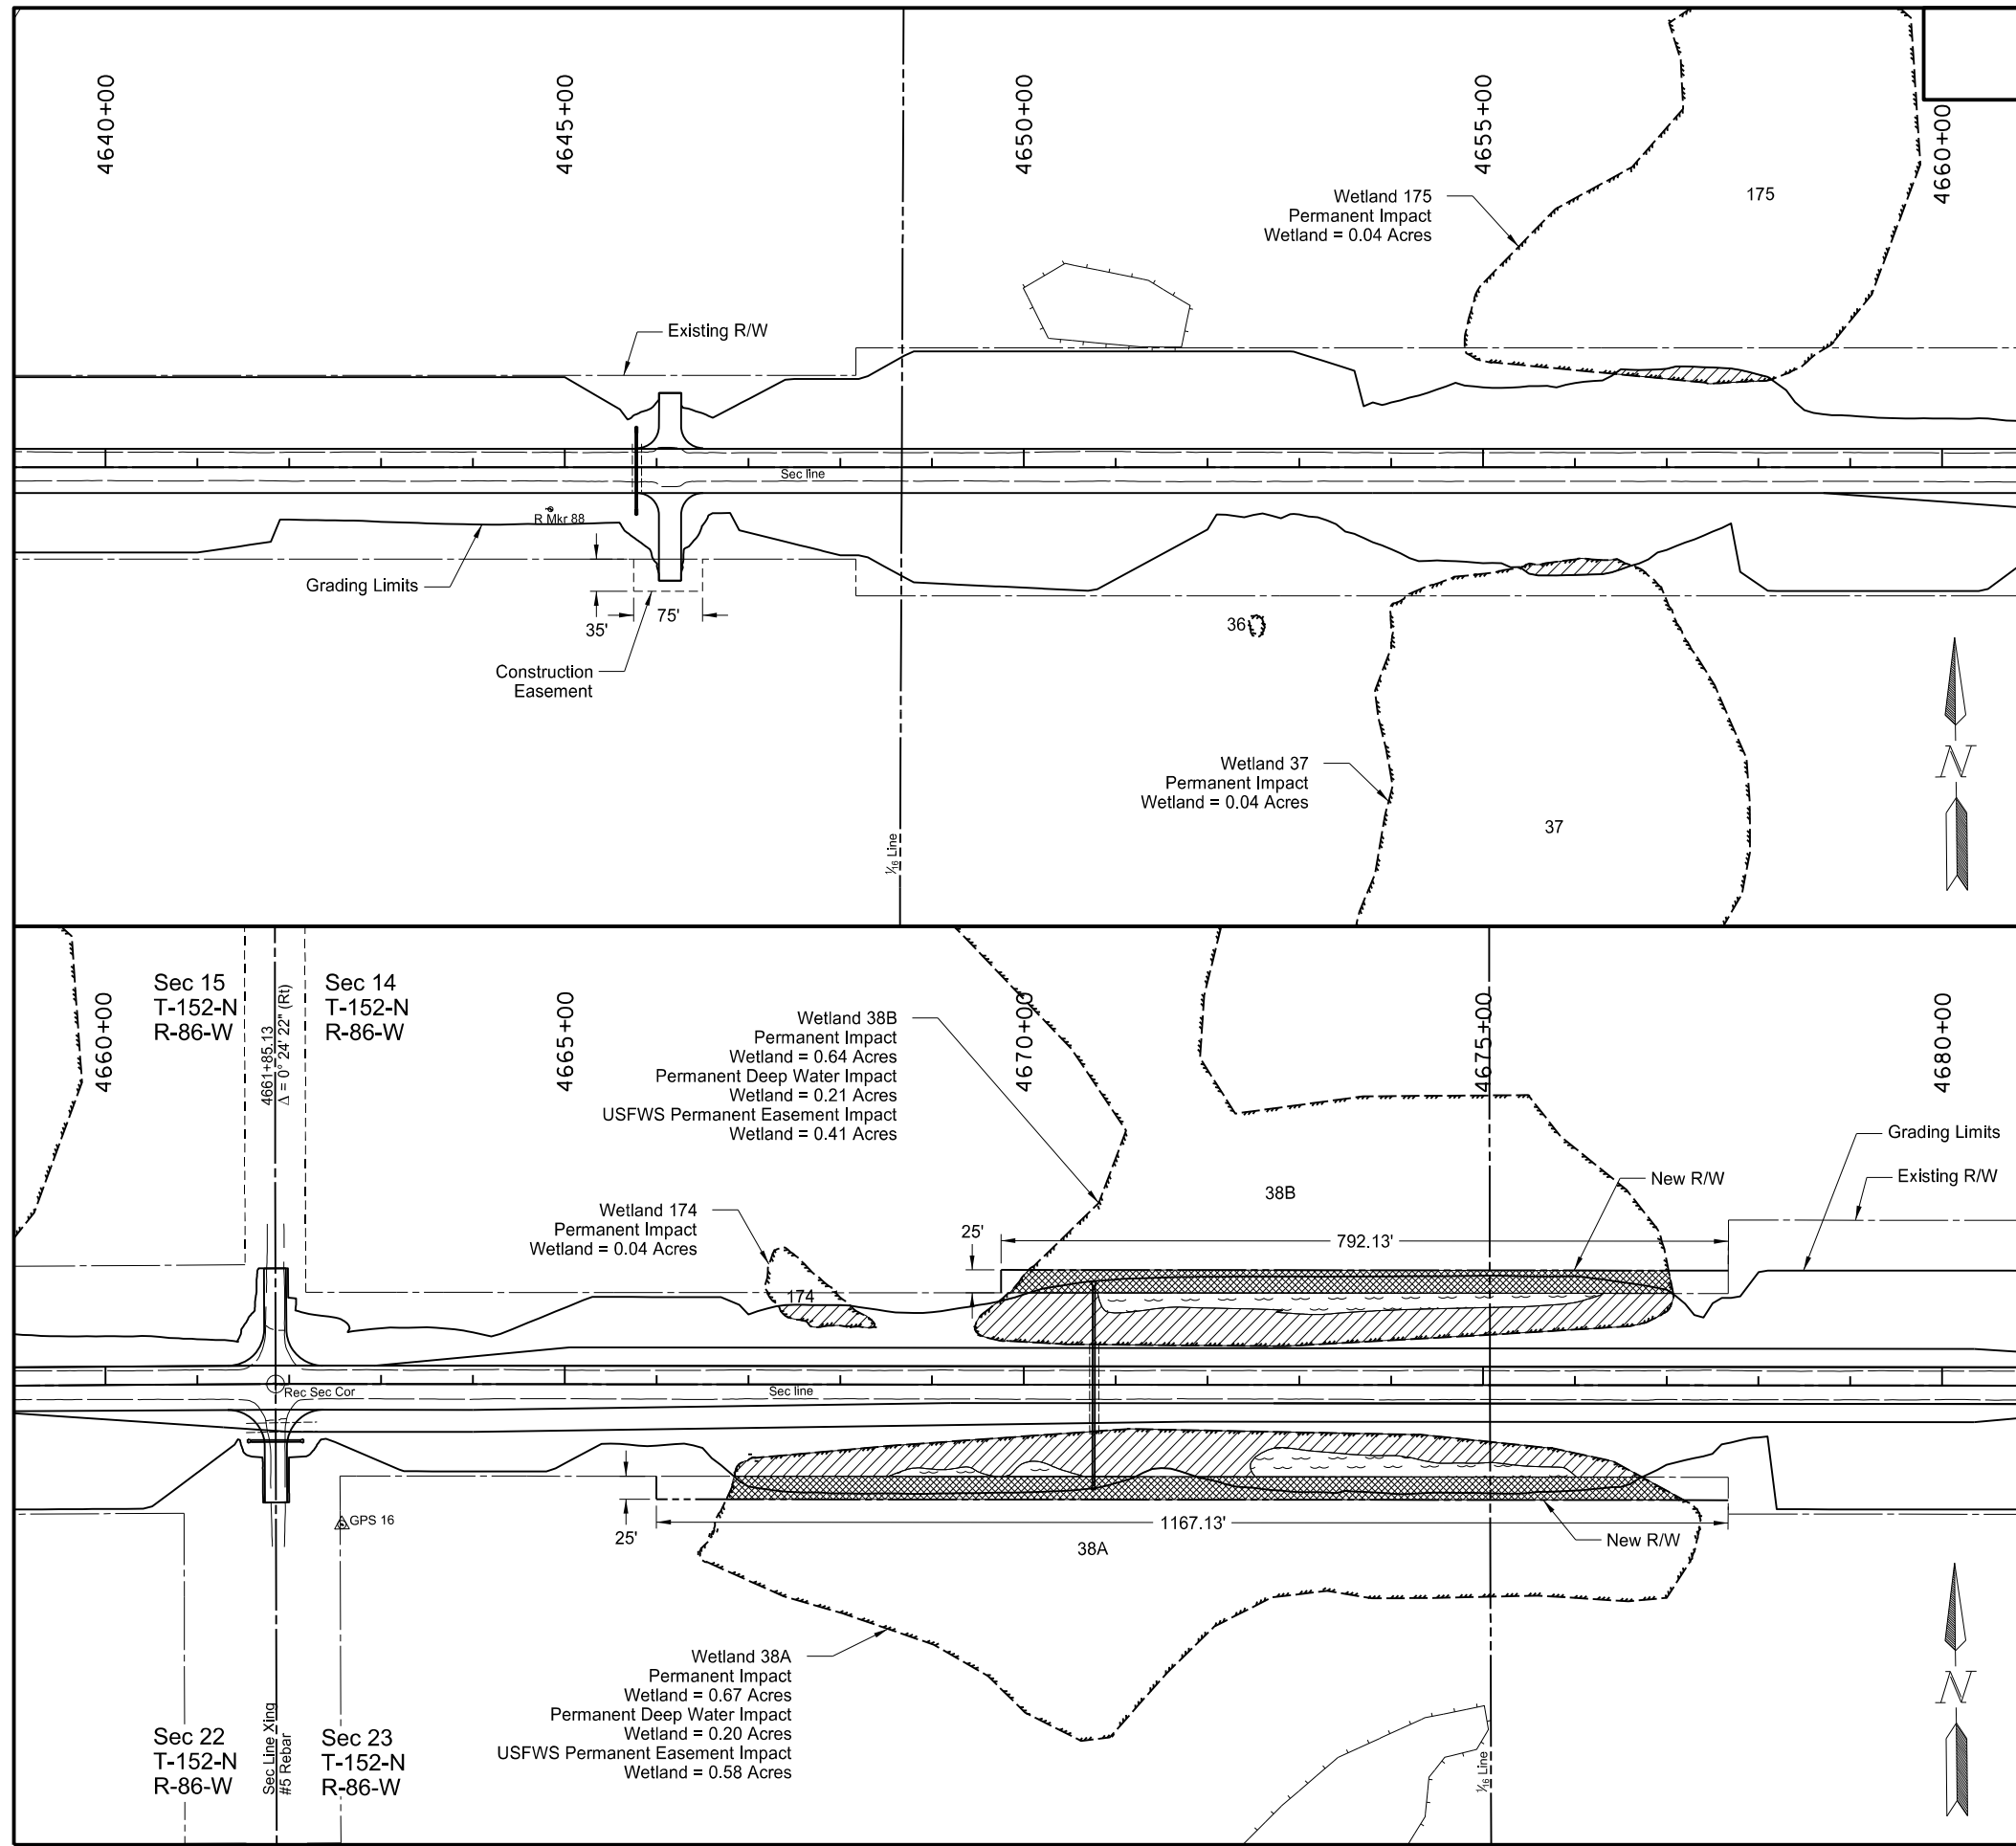 4640+00
4645+00
4650+00
4655+00
4660+00
Wetland 175
Permanent Impact
Wetland = 0.04 Acres
175
Existing R/W
Sec line
R Mkr 88
Grading Limits
35'
75'
Construction
Easement
36
Wetland 37
Permanent Impact
Wetland = 0.04 Acres
37
1/16 Line
N
Sec 15
T-152-N
R-86-W
Sec 14
T-152-N
R-86-W
4660+00
4661+85.13
Δ = 0° 24' 22" (Rt)
4665+00
4670+00
4675+00
4680+00
Wetland 38B
Permanent Impact
Wetland = 0.64 Acres
Permanent Deep Water Impact
Wetland = 0.21 Acres
USFWS Permanent Easement Impact
Wetland = 0.41 Acres
Grading Limits
Existing R/W
New R/W
38B
Wetland 174
Permanent Impact
Wetland = 0.04 Acres
174
25'
792.13'
Rec Sec Cor
Sec line
GPS 16
25'
1167.13'
New R/W
38A
Wetland 38A
Permanent Impact
Wetland = 0.67 Acres
Permanent Deep Water Impact
Wetland = 0.20 Acres
USFWS Permanent Easement Impact
Wetland = 0.58 Acres
Sec 22
T-152-N
R-86-W
Sec Line Xing
#5 Rebar
Sec 23
T-152-N
R-86-W
1/16 Line
N